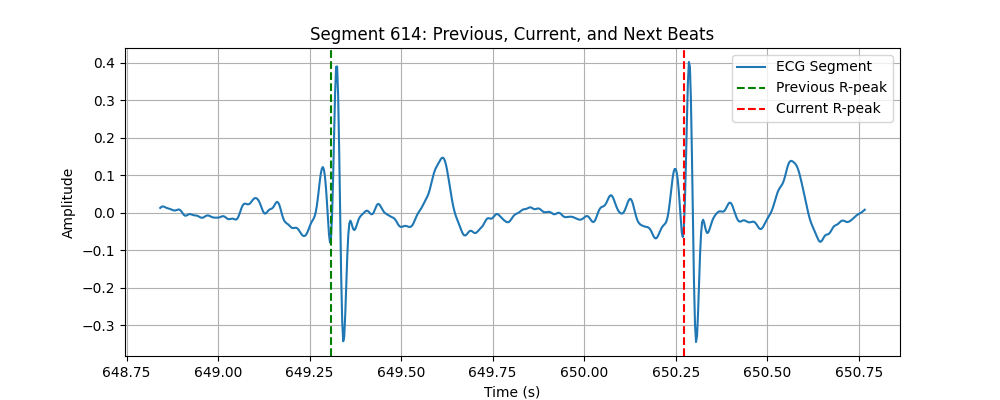 Segment 614: Previous, Current, and Next Beats
ECG Segment
Previous R-peak
Current R-peak
Amplitude
0.4
0.3
0.2
0.1
0.0
−0.1
−0.2
−0.3
648.75 649.00 649.25 649.50 649.75 650.00 650.25 650.50 650.75
Time (s)